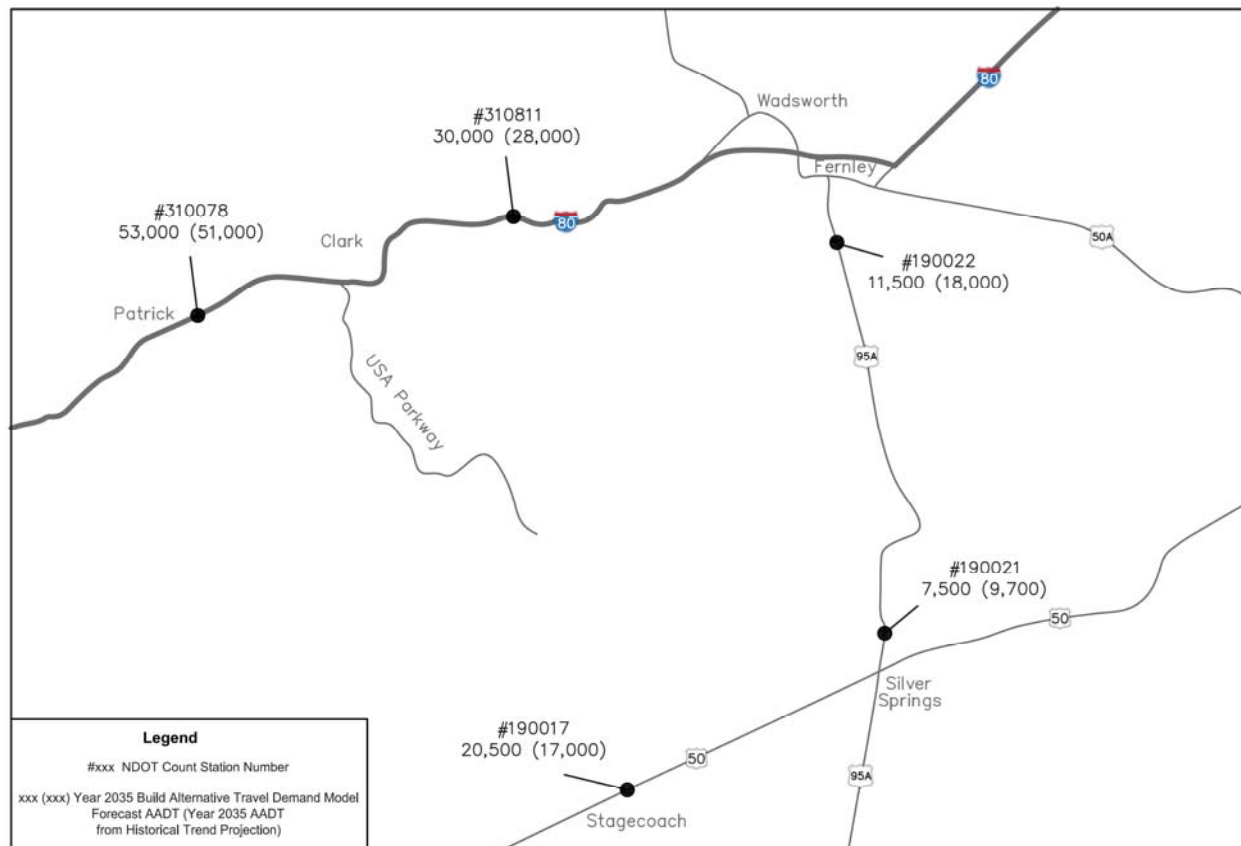 80
Wadsworth
#310811
30,000 (28,000)
Fernley
#310078
53,000 (51,000)
Clark
80
50A
#190022
11,500 (18,000)
Patrick
95A
USA Parkway
#190021
7,500 (9,700)
50
Silver
Springs
#190017
20,500 (17,000)
50
95A
Stagecoach
Legend
#xxx NDOT Count Station Number
xxx (xxx) Year 2035 Build Alternative Travel Demand Model
Forecast AADT (Year 2035 AADT
from Historical Trend Projection)